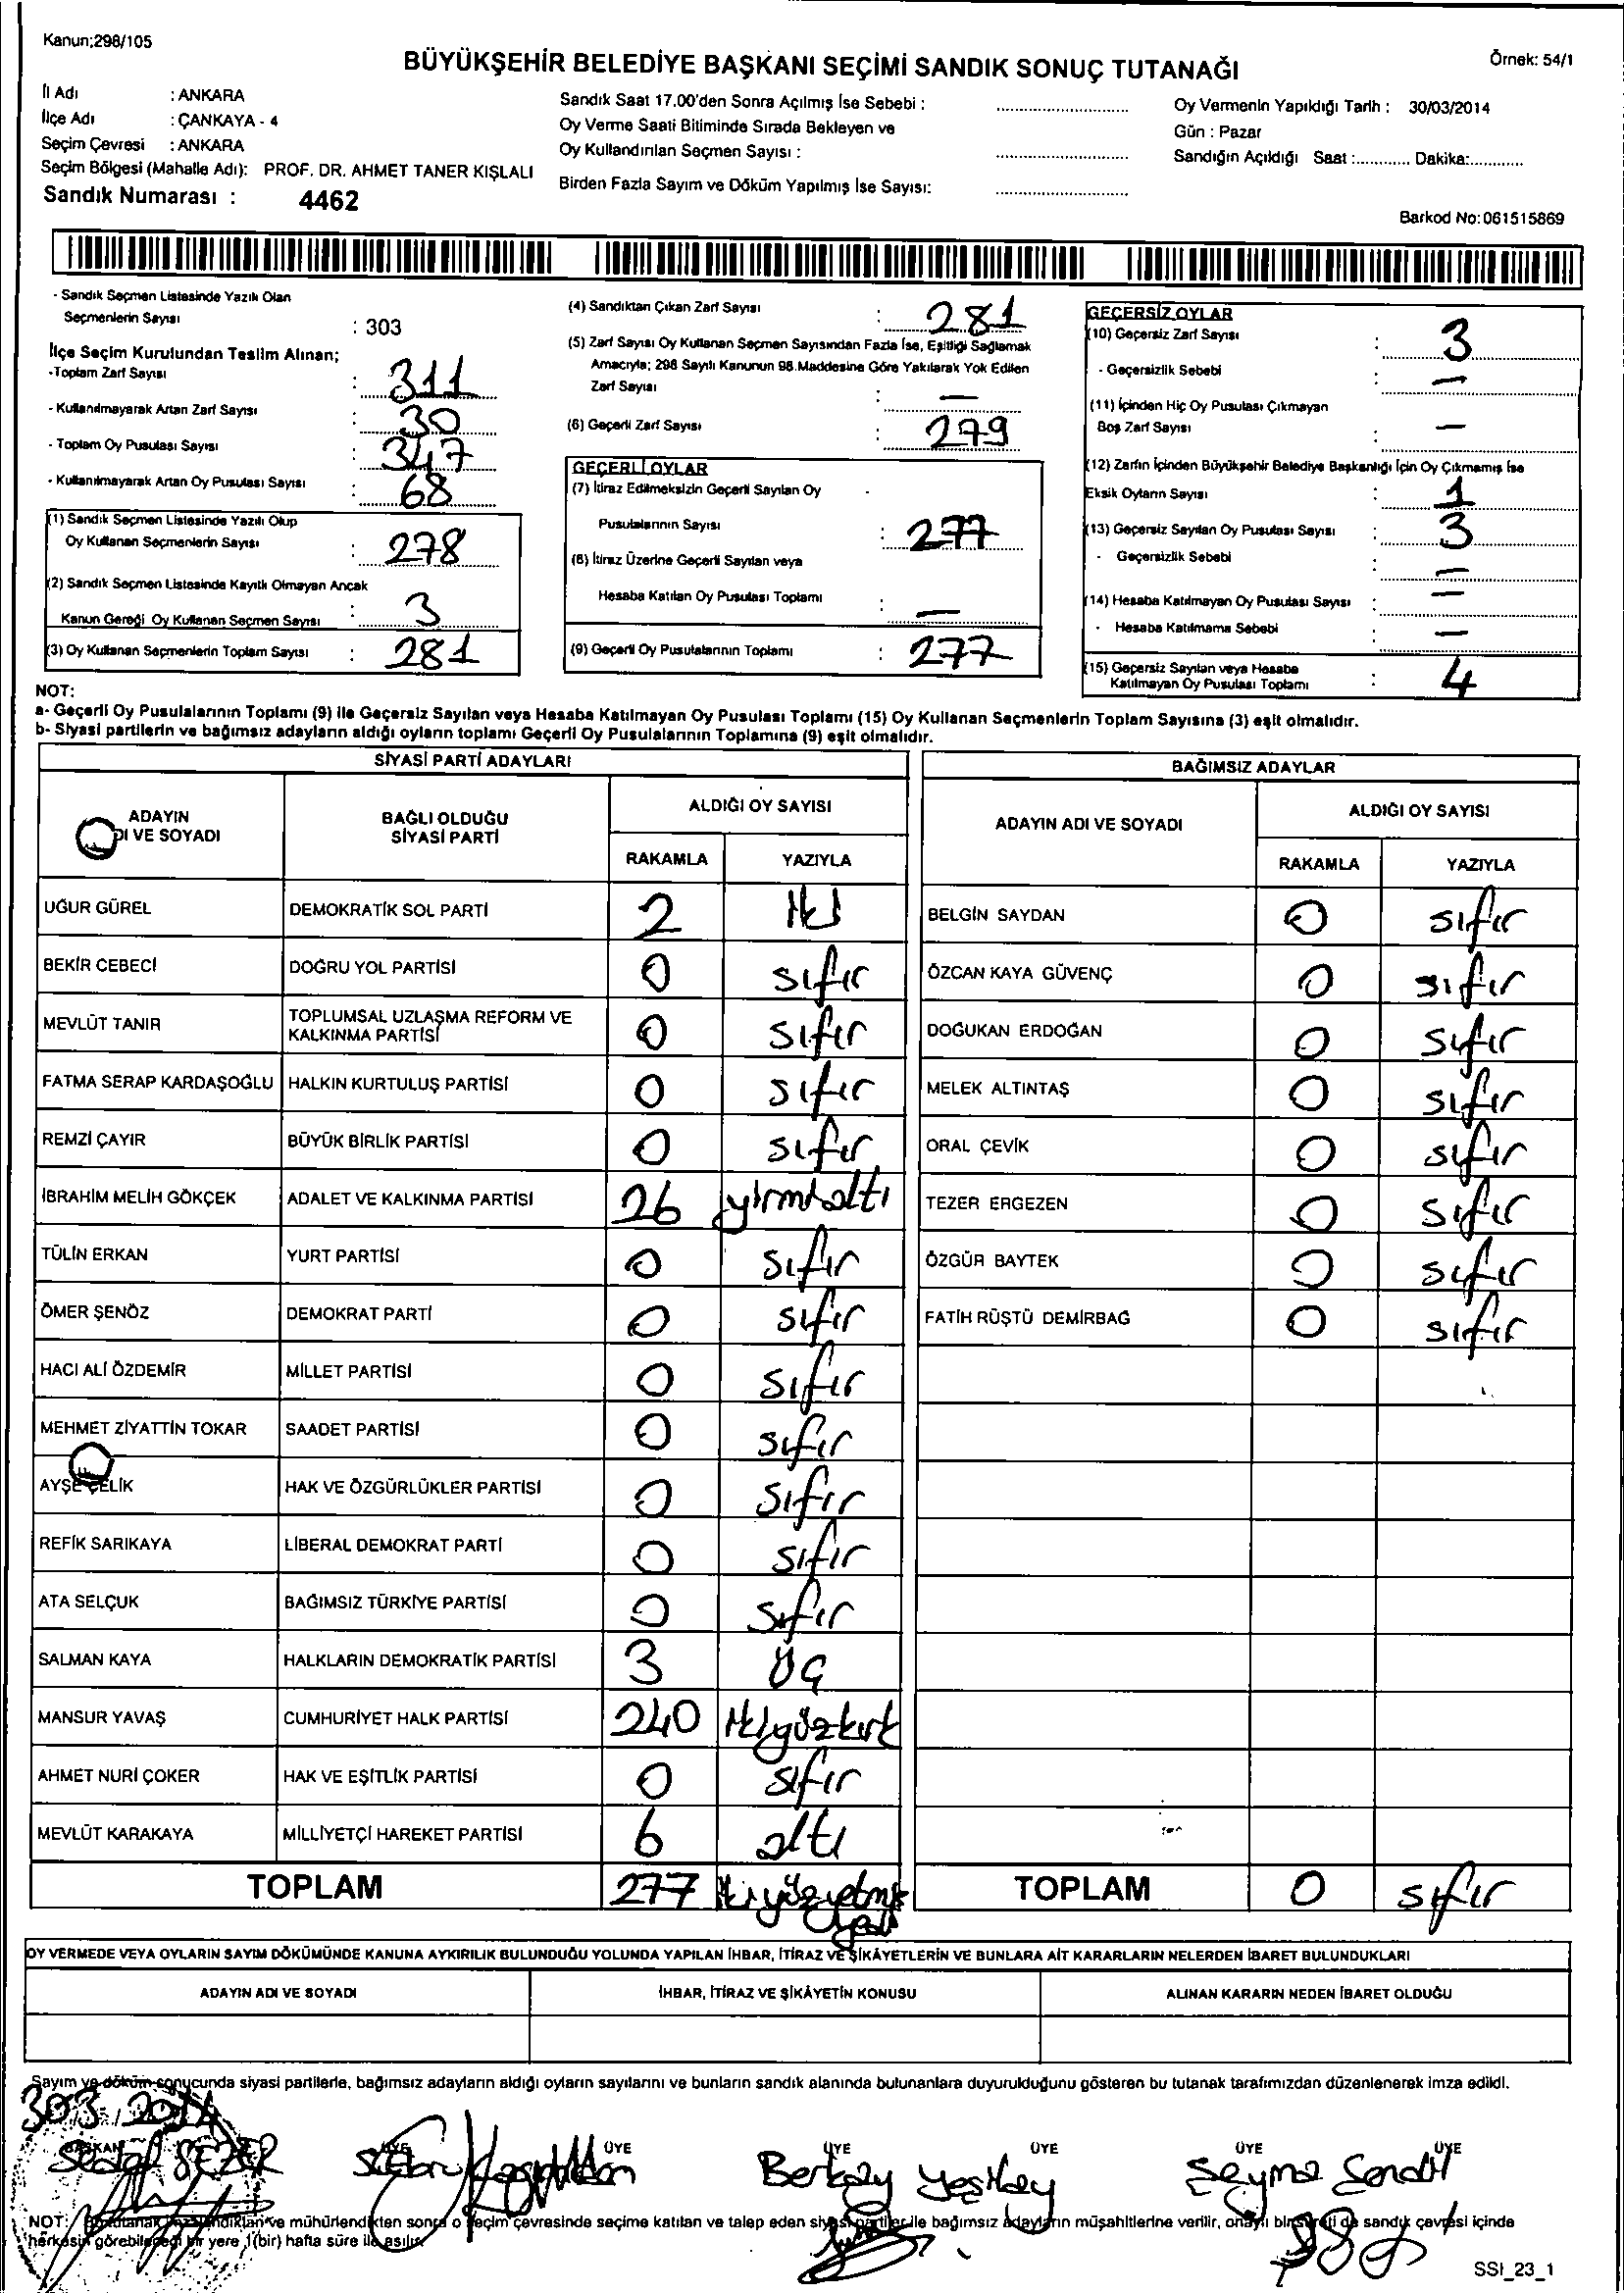 Kanun:298/105
BÜYÜKŞEHİR BELEDİYE BAŞKANI SEÇİMİ SANDIK SONUÇ TUTANAĞI
Örnek: 54/1
İl Adı : ANKARA
İlçe Adı : ÇANKAYA - 4
Seçim Çevresi : ANKARA
Seçim Bölgesi (Mahalle Adı): PROF. DR. AHMET TANER KIŞLALI
Sandık Numarası : 4462
Sandık Saat 17.00'den Sonra Açılmış İse Sebebi :
Oy Verme Saati Bitiminde Sırada Bekleyen ve
Oy Kullandırılan Seçmen Sayısı :
Birden Fazla Sayım ve Döküm Yapılmış İse Sayısı:
Oy Vermenin Yapıldığı Tarih : 30/03/2014
Gün : Pazar
Sandığın Açıldığı Saat :............ Dakika:............
Barkod No:061515869
- Sandık Seçmen Listesinde Yazılı Olan
Seçmenlerin Sayısı : 303
İlçe Seçim Kurulundan Teslim Alınan;
-Toplam Zarf Sayısı : 311
- Kullanılmayarak Artan Zarf Sayısı : 30
- Toplam Oy Pusulası Sayısı : 347
- Kullanılmayarak Artan Oy Pusulası Sayısı : 68
(1) Sandık Seçmen Listesinde Yazılı Olup
Oy Kullanan Seçmenlerin Sayısı : 278
(2) Sandık Seçmen Listesinde Kayıtlı Olmayan Ancak
Kanun Gereği Oy Kullanan Seçmen Sayısı : 3
(3) Oy Kullanan Seçmenlerin Toplam Sayısı : 281
(4) Sandıktan Çıkan Zarf Sayısı : 281
(5) Zarf Sayısı Oy Kullanan Seçmen Sayısından Fazla İse, Eşitliği Sağlamak
Amacıyla; 298 Sayılı Kanunun 98.Maddesine Göre Yakılarak Yok Edilen
Zarf Sayısı : —
(6) Geçerli Zarf Sayısı : 279
GEÇERLİ OYLAR
(7) İtiraz Edilmeksizin Geçerli Sayılan Oy
Pusulalarının Sayısı : 277
(8) İtiraz Üzerine Geçerli Sayılan veya
Hesaba Katılan Oy Pusulası Toplamı : —
(9) Geçerli Oy Pusulalarının Toplamı : 277
GEÇERSİZ OYLAR
(10) Geçersiz Zarf Sayısı : 3
- Geçersizlik Sebebi : —
(11) İçinden Hiç Oy Pusulası Çıkmayan
Boş Zarf Sayısı : —
(12) Zarfın İçinden Büyükşehir Belediye Başkanlığı İçin Oy Çıkmamış İse
Eksik Oyların Sayısı : 1
(13) Geçersiz Sayılan Oy Pusulası Sayısı : 3
- Geçersizlik Sebebi : —
(14) Hesaba Katılmayan Oy Pusulası Sayısı : —
- Hesaba Katılmama Sebebi : —
(15) Geçersiz Sayılan veya Hesaba
Katılmayan Oy Pusulası Toplamı : 4
NOT:
a- Geçerli Oy Pusulalarının Toplamı (9) ile Geçersiz Sayılan veya Hesaba Katılmayan Oy Pusulası Toplamı (15) Oy Kullanan Seçmenlerin Toplam Sayısına (3) eşit olmalıdır.
b- Siyasi partilerin ve bağımsız adayların aldığı oyların toplamı Geçerli Oy Pusulalarının Toplamına (9) eşit olmalıdır.
SİYASİ PARTİ ADAYLARI
ADAYIN
DI VE SOYADI
BAĞLI OLDUĞU
SİYASİ PARTİ
ALDIĞI OY SAYISI
RAKAMLA YAZIYLA
UĞUR GÜREL DEMOKRATİK SOL PARTİ 2 iki
BEKİR CEBECİ DOĞRU YOL PARTİSİ 0 sıfır
MEVLÜT TANIR TOPLUMSAL UZLAŞMA REFORM VE
KALKINMA PARTİSİ 0 sıfır
FATMA SERAP KARDAŞOĞLU HALKIN KURTULUŞ PARTİSİ 0 sıfır
REMZİ ÇAYIR BÜYÜK BİRLİK PARTİSİ 0 sıfır
İBRAHİM MELİH GÖKÇEK ADALET VE KALKINMA PARTİSİ 26 yirmialtı
TÜLİN ERKAN YURT PARTİSİ 0 sıfır
ÖMER ŞENÖZ DEMOKRAT PARTİ 0 sıfır
HACI ALİ ÖZDEMİR MİLLET PARTİSİ 0 sıfır
MEHMET ZİYATTİN TOKAR SAADET PARTİSİ 0 sıfır
AYŞE ÇELİK HAK VE ÖZGÜRLÜKLER PARTİSİ 0 sıfır
REFİK SARIKAYA LİBERAL DEMOKRAT PARTİ 0 sıfır
ATA SELÇUK BAĞIMSIZ TÜRKİYE PARTİSİ 0 sıfır
SALMAN KAYA HALKLARIN DEMOKRATİK PARTİSİ 3 üç
MANSUR YAVAŞ CUMHURİYET HALK PARTİSİ 240 ikiyüzkırk
AHMET NURİ ÇOKER HAK VE EŞİTLİK PARTİSİ 0 sıfır
MEVLÜT KARAKAYA MİLLİYETÇİ HAREKET PARTİSİ 6 altı
TOPLAM 277 ikiyüzyetmiş
yedi
BAĞIMSIZ ADAYLAR
ADAYIN ADI VE SOYADI
ALDIĞI OY SAYISI
RAKAMLA YAZIYLA
BELGİN SAYDAN 0 sıfır
ÖZCAN KAYA GÜVENÇ 0 sıfır
DOĞUKAN ERDOĞAN 0 sıfır
MELEK ALTINTAŞ 0 sıfır
ORAL ÇEVİK 0 sıfır
TEZER ERGEZEN 0 sıfır
ÖZGÜR BAYTEK 0 sıfır
FATİH RÜŞTÜ DEMİRBAĞ 0 sıfır
TOPLAM 0 sıfır
OY VERMEDE VEYA OYLARIN SAYIM DÖKÜMÜNDE KANUNA AYKIRILIK BULUNDUĞU YOLUNDA YAPILAN İHBAR, İTİRAZ VE ŞİKÂYETLERİN VE BUNLARA AİT KARARLARIN NELERDEN İBARET BULUNDUKLARI
ADAYIN ADI VE SOYADI İHBAR, İTİRAZ VE ŞİKÂYETİN KONUSU ALINAN KARARIN NEDEN İBARET OLDUĞU
Sayım ve döküm sonucunda siyasi partilerle, bağımsız adayların aldığı oyların sayılarını ve bunların sandık alanında bulunanlara duyurulduğunu gösteren bu tutanak tarafımızdan düzenlenerek imza edildi.
BAŞKAN ÜYE ÜYE ÜYE ÜYE ÜYE ÜYE
SEZER Berkay Yeşilay Şeyma Şendil
NOT: Bu tutanak imzalandıktan ve mühürlendikten sonra o seçim çevresinde seçime katılan ve talep eden siyasi partiler ile bağımsız adayların müşahitlerine verilir, onaylı bir sureti de sandık çevresi içinde
herkesin görebileceği bir yere 1(bir) hafta süre ile asılır.
SSI_23_1